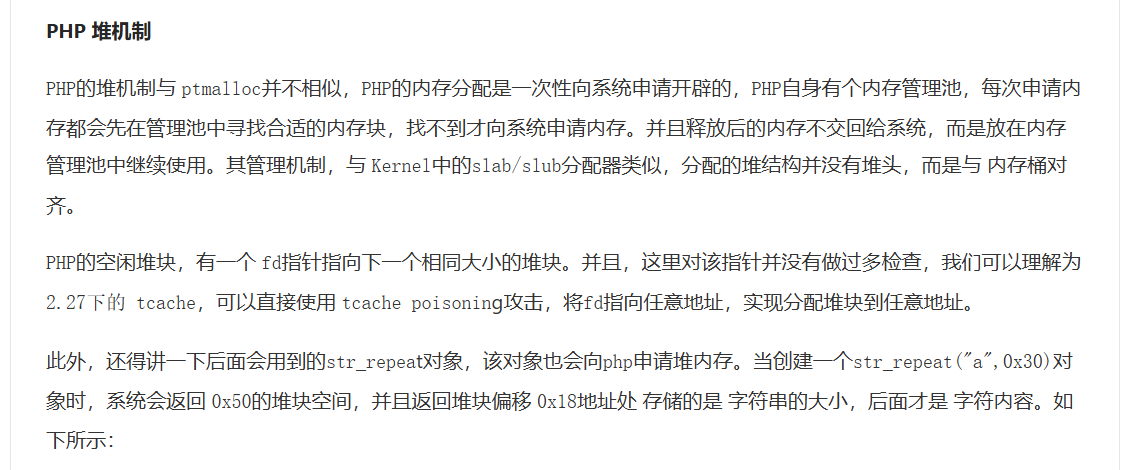 PHP 堆机制
PHP的堆机制与 ptmalloc并不相似，PHP的内存分配是一次性向系统申请开辟的，PHP自身有个内存管理池，每次申请内
存都会先在管理池中寻找合适的内存块，找不到才向系统申请内存。并且释放后的内存不交回给系统，而是放在内存
管理池中继续使用。其管理机制，与 Kernel中的slab/slub分配器类似，分配的堆结构并没有堆头，而是与 内存桶对
齐。
PHP的空闲堆块，有一个 fd指针指向下一个相同大小的堆块。并且，这里对该指针并没有做过多检查，我们可以理解为
2.27下的 tcache，可以直接使用 tcache poisoning攻击，将fd指向任意地址，实现分配堆块到任意地址。
此外，还得讲一下后面会用到的str_repeat对象，该对象也会向php申请堆内存。当创建一个str_repeat("a",0x30)对
象时，系统会返回 0x50的堆块空间，并且返回堆块偏移 0x18地址处 存储的是 字符串的大小，后面才是 字符内容。如
下所示：